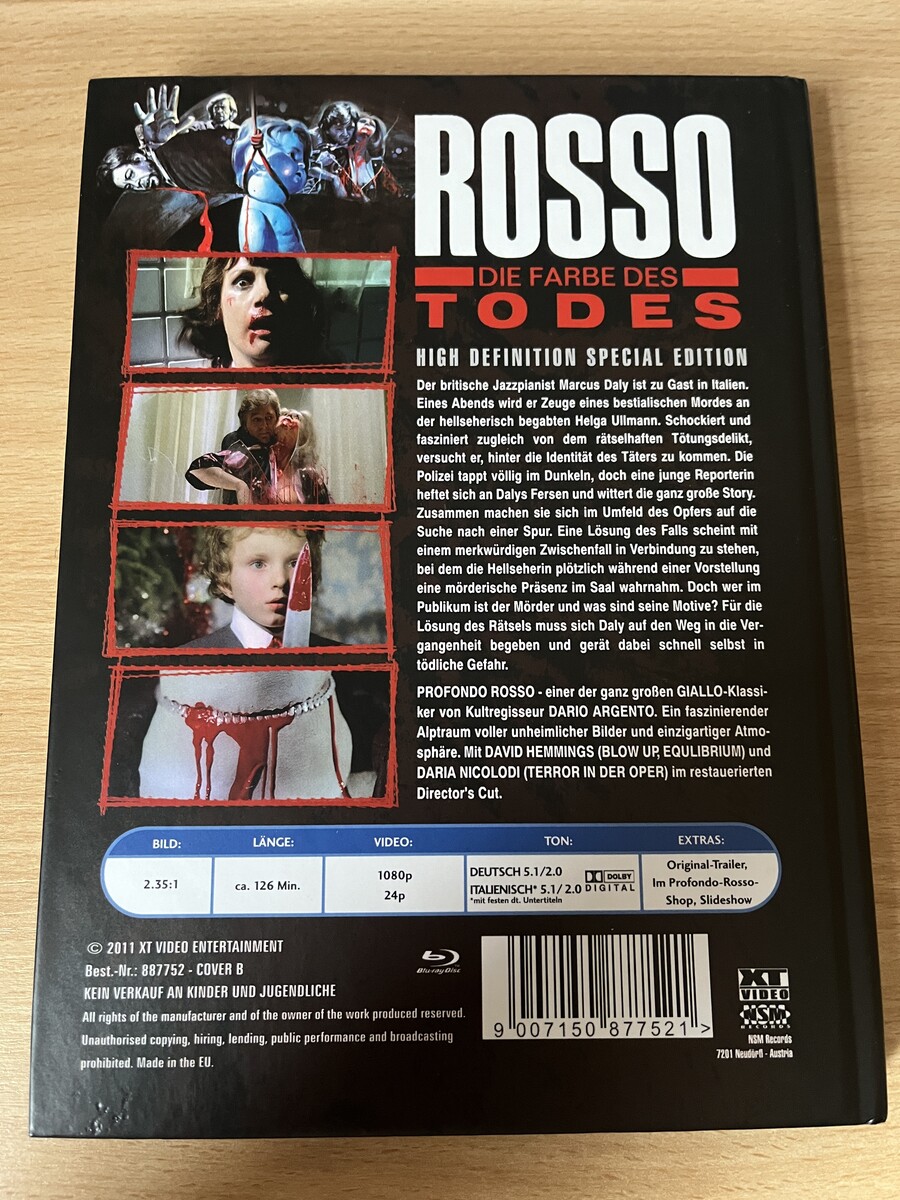 ROSSO
DIE FARBE DES
TODES
HIGH DEFINITION SPECIAL EDITION
Der britische Jazzpianist Marcus Daly ist zu Gast in Italien.
Eines Abends wird er Zeuge eines bestialischen Mordes an
der hellseherisch begabten Helga Ullmann. Schockiert und
fasziniert zugleich von dem rätselhaften Tötungsdelikt,
versucht er, hinter die Identität des Täters zu kommen. Die
Polizei tappt völlig im Dunkeln, doch eine junge Reporterin
heftet sich an Dalys Fersen und wittert die ganz große Story.
Zusammen machen sie sich im Umfeld des Opfers auf die
Suche nach einer Spur. Eine Lösung des Falls scheint mit
einem merkwürdigen Zwischenfall in Verbindung zu stehen,
bei dem die Hellseherin plötzlich während einer Vorstellung
eine mörderische Präsenz im Saal wahrnahm. Doch wer im
Publikum ist der Mörder und was sind seine Motive? Für die
Lösung des Rätsels muss sich Daly auf den Weg in die Ver-
gangenheit begeben und gerät dabei schnell selbst in
tödliche Gefahr.
PROFONDO ROSSO - einer der ganz großen GIALLO-Klassi-
ker von Kultregisseur DARIO ARGENTO. Ein faszinierender
Alptraum voller unheimlicher Bilder und einzigartiger Atmo-
sphäre. Mit DAVID HEMMINGS (BLOW UP, EQULIBRIUM) und
DARIA NICOLODI (TERROR IN DER OPER) im restaurierten
Director's Cut.
BILD:
2.35:1
LÄNGE:
ca. 126 Min.
VIDEO:
1080p
24p
TON:
DEUTSCH 5.1/2.0
ITALIENISCH* 5.1/ 2.0
*mit festen dt. Untertiteln
DOLBY
DIGITAL
EXTRAS:
Original-Trailer,
Im Profondo-Rosso-
Shop, Slideshow
© 2011 XT VIDEO ENTERTAINMENT
Best.-Nr.: 887752 - COVER B
KEIN VERKAUF AN KINDER UND JUGENDLICHE
All rights of the manufacturer and of the owner of the work produced reserved.
Unauthorised copying, hiring, lending, public performance and broadcasting
prohibited. Made in the EU.
Blu-ray Disc
9 007150 877521 >
XT
VIDEO
NSM
RECORDS
NSM Records
7201 Neudörfl - Austria